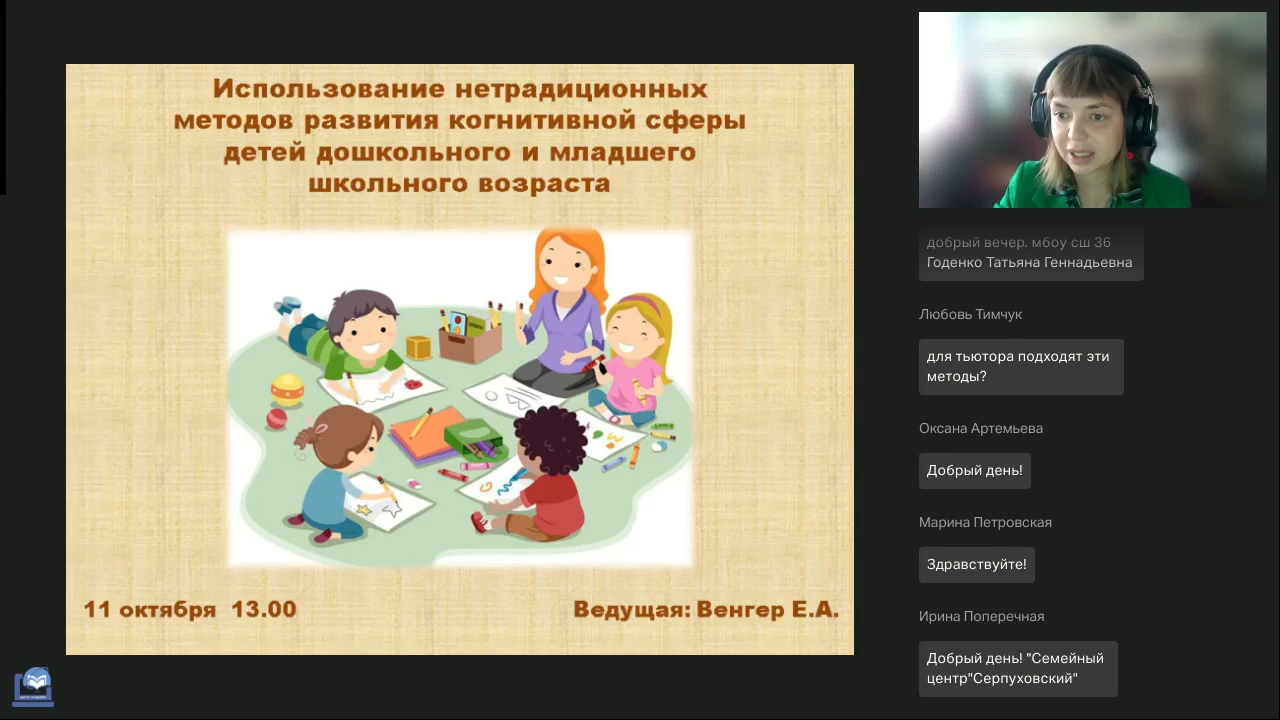 Использование нетрадиционных
методов развития когнитивной сферы
детей дошкольного и младшего
школьного возраста
11 октября 13.00
Ведущая: Венгер Е.А.
добрый вечер. мбоу сш 36
Годенко Татьяна Геннадьевна
Любовь Тимчук
для тьютора подходят эти
методы?
Оксана Артемьева
Добрый день!
Марина Петровская
Здравствуйте!
Ирина Поперечная
Добрый день! "Семейный
центр"Серпуховский"